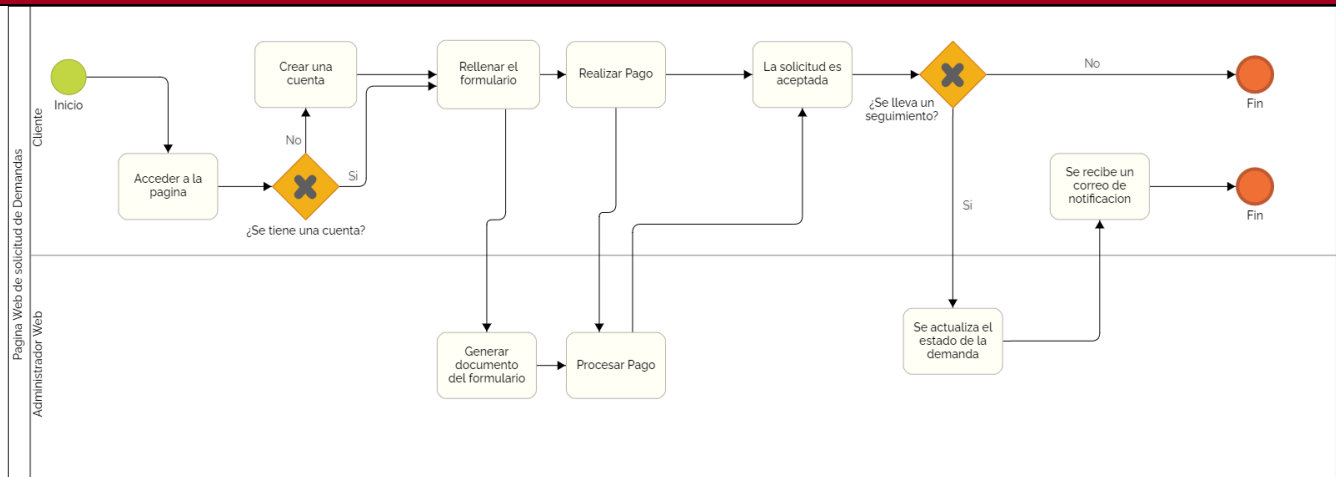 Pagina Web de solicitud de Demandas
Cliente
Inicio
Acceder a la
pagina
¿Se tiene una cuenta?
No
Si
Crear una
cuenta
Rellenar el
formulario
Realizar Pago
La solicitud es
aceptada
¿Se lleva un
seguimiento?
No
Fin
Si
Se recibe un
correo de
notificacion
Fin
Administrador Web
Generar
documento
del formulario
Procesar Pago
Se actualiza el
estado de la
demanda